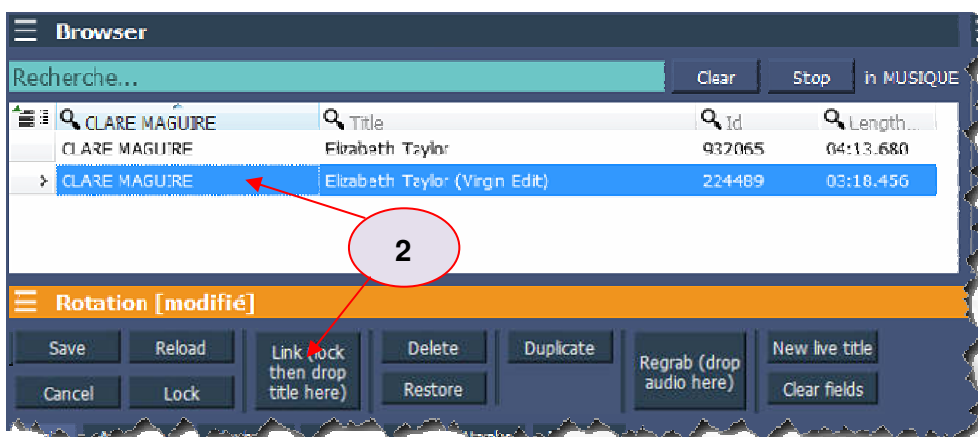 Browser
Recherche... Clear Stop in MUSIQUE
CLARE MAGUIRE Title Id Length...
CLARE MAGUIRE Elizabeth Taylor 932065 04:13.680
CLARE MAGUIRE Elizabeth Taylor (Virgin Edit) 224489 03:18.456
2
Rotation [modifié]
Save Reload Link (lock then drop title here) Delete Duplicate Regrab (drop audio here) New live title
Cancel Lock Restore Clear fields